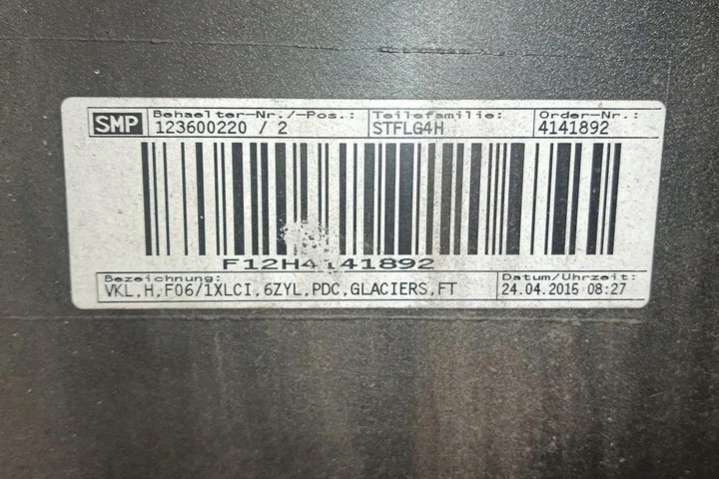 SMP Behaelter-Nr./-Pos.: Teilefamilie: Order-Nr.:
123600220 / 2 STFLG4H 4141892
F12H4141892
Bezeichnung: Datum/Uhrzeit:
VKL,H,F06/1XLCI,6ZYL,PDC,GLACIERS,FT 24.04.2016 08:27